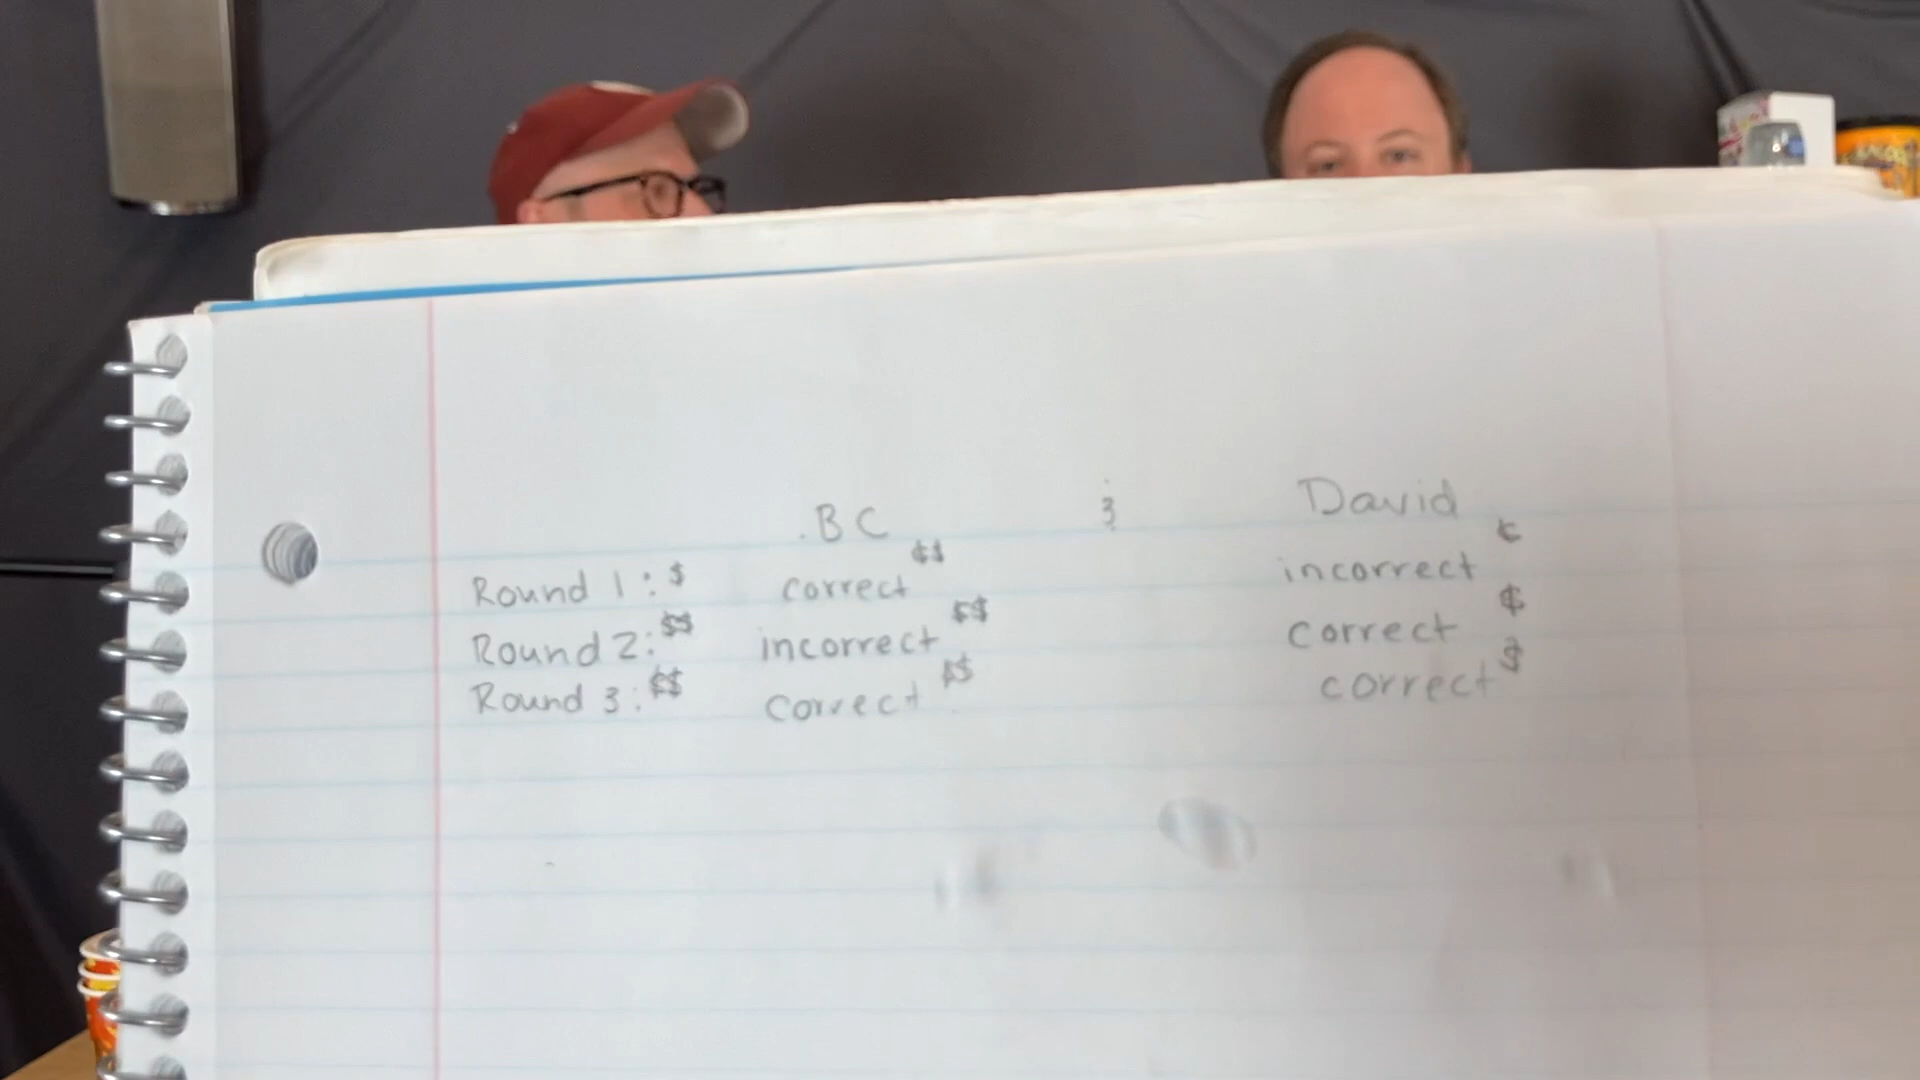 BC & David
Round 1: $ correct $$ incorrect ¢
Round 2: $$ incorrect $$ correct $
Round 3: $$ correct $$ correct $